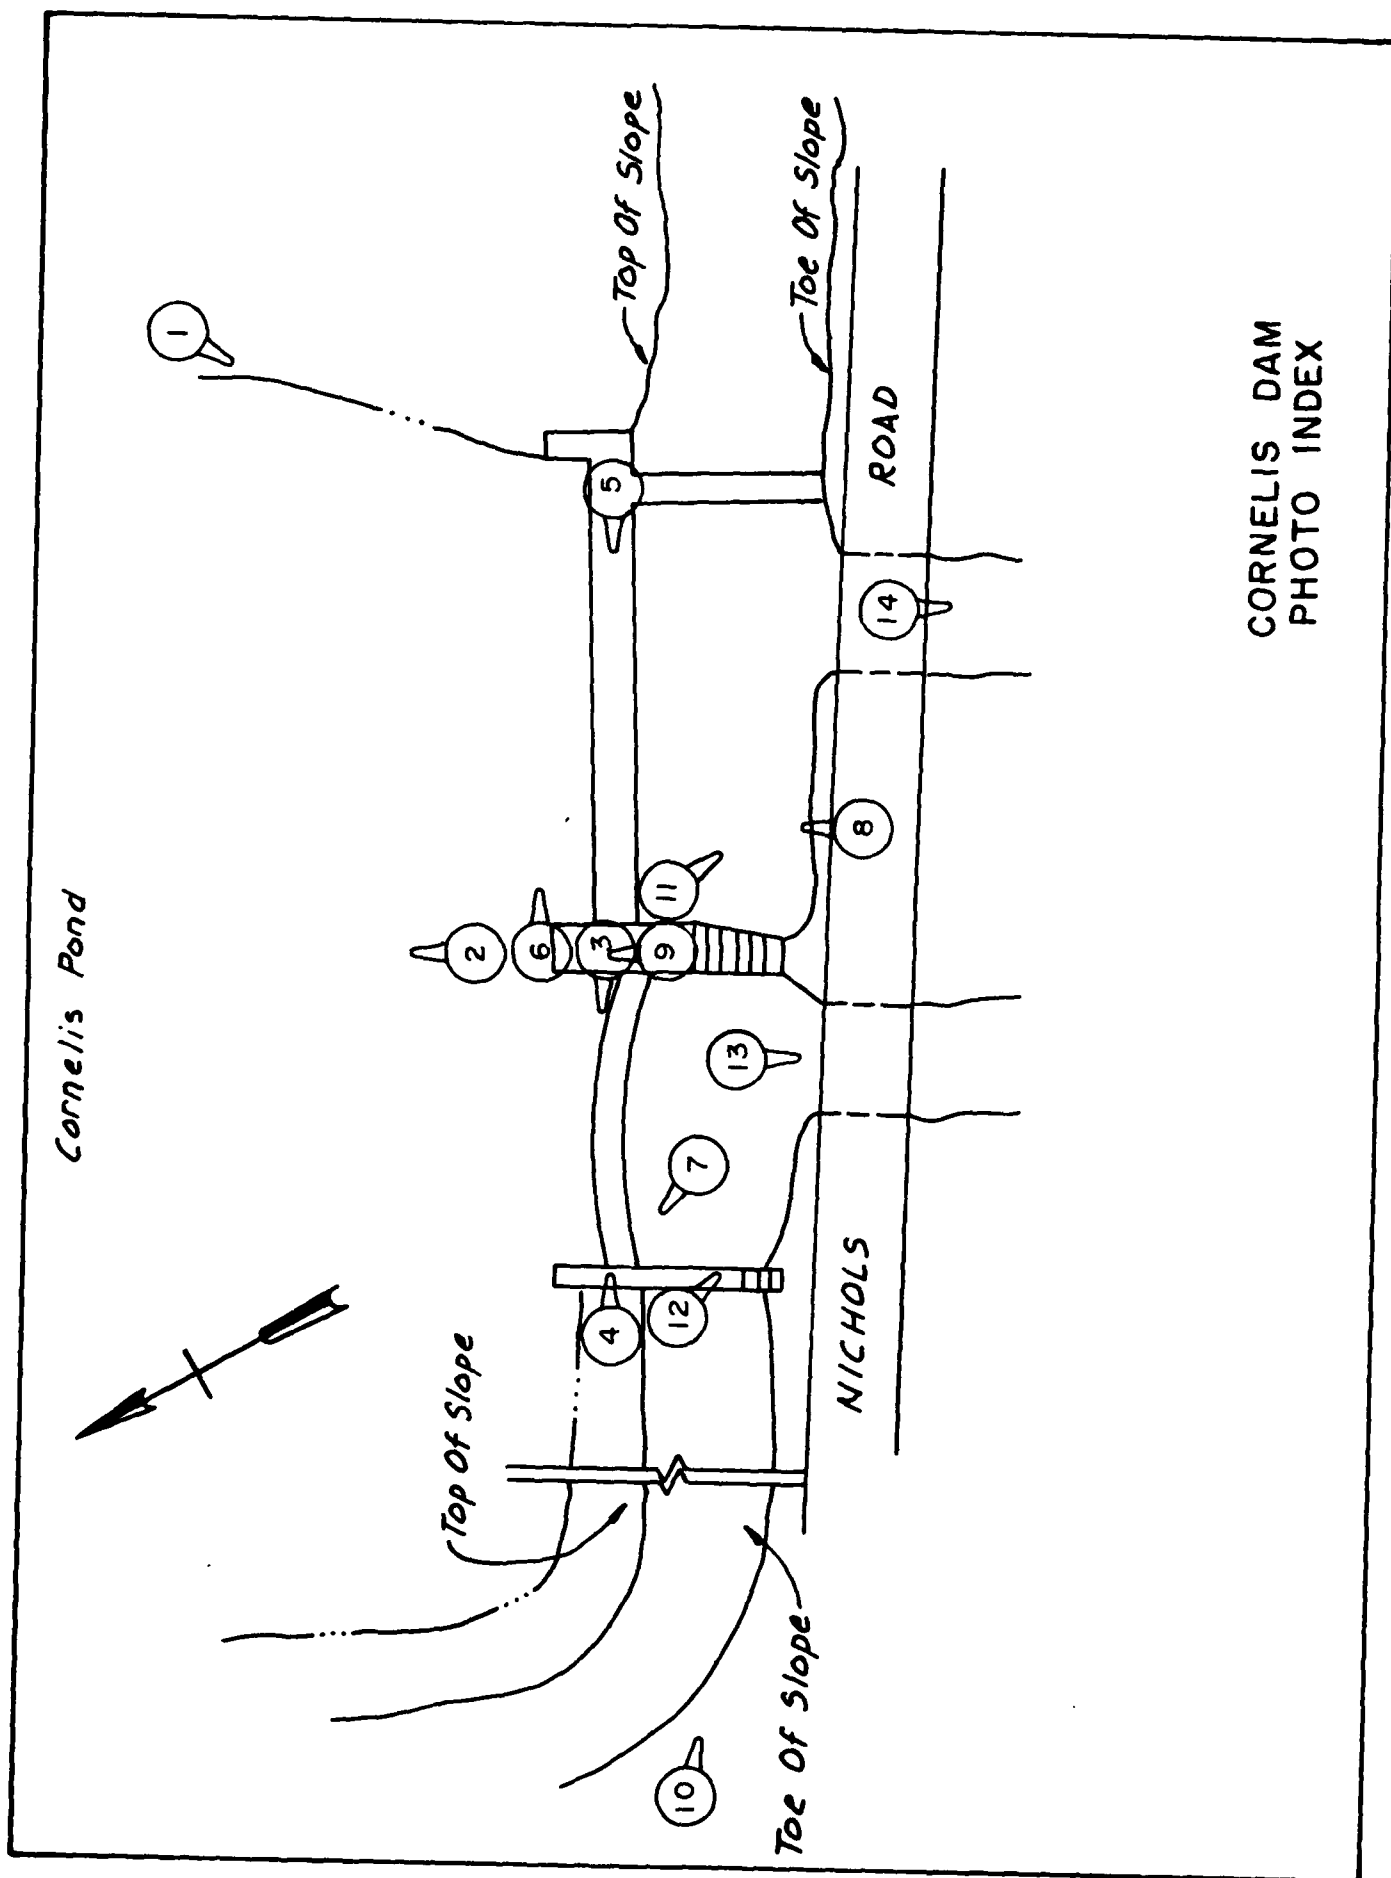 Cornelis Pond
1
2
6
3
9
11
5
4
12
7
13
8
14
10
Top Of Slope
Top Of Slope
Toe Of Slope
Toe Of Slope
NICHOLS
ROAD
CORNELIS DAM
PHOTO INDEX